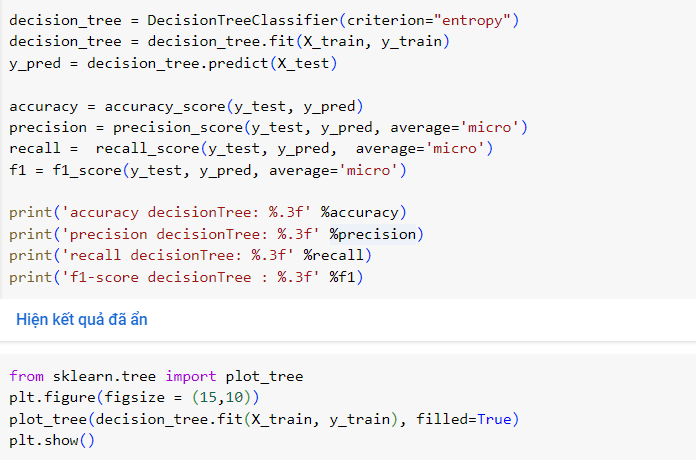 decision_tree = DecisionTreeClassifier(criterion="entropy")
decision_tree = decision_tree.fit(X_train, y_train)
y_pred = decision_tree.predict(X_test)
accuracy = accuracy_score(y_test, y_pred)
precision = precision_score(y_test, y_pred, average='micro')
recall =  recall_score(y_test, y_pred,  average='micro')
f1 = f1_score(y_test, y_pred, average='micro')
print('accuracy decisionTree: %.3f' %accuracy)
print('precision decisionTree: %.3f' %precision)
print('recall decisionTree: %.3f' %recall)
print('f1-score decisionTree : %.3f' %f1)
Hiện kết quả đã ẩn
from sklearn.tree import plot_tree
plt.figure(figsize = (15,10))
plot_tree(decision_tree.fit(X_train, y_train), filled=True)
plt.show()